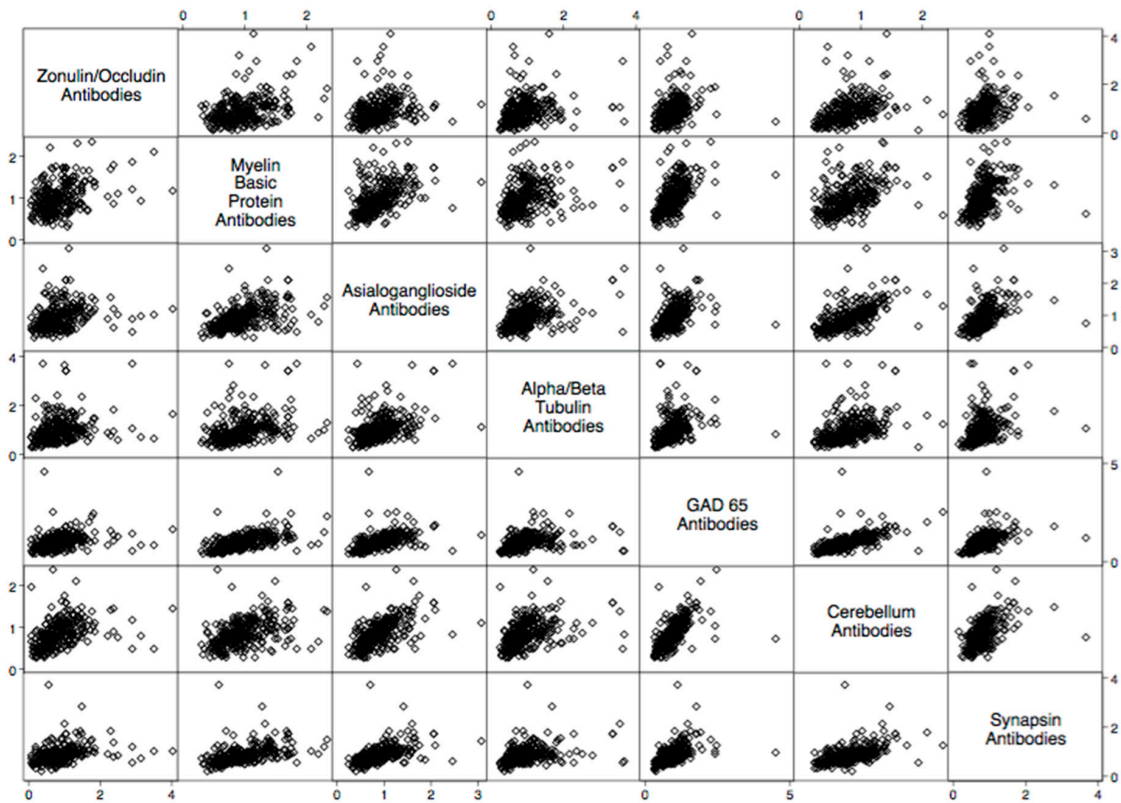 0 1 2 0 2 4 0 1 2
Zonulin/Occludin
Antibodies
4
2
0
2
1
0
Myelin
Basic
Protein
Antibodies
Asialoganglioside
Antibodies
3
2
1
0
4
2
0
Alpha/Beta
Tubulin
Antibodies
GAD 65
Antibodies
5
0
2
1
0
Cerebellum
Antibodies
Synapsin
Antibodies
4
2
0
0 2 4 0 1 2 3 0 5 0 2 4